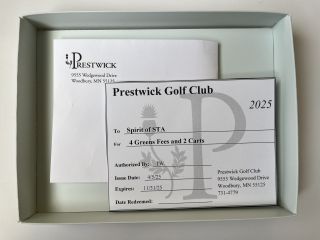 PRESTWICK
9555 Wedgewood Drive
Woodbury, MN 55125
Prestwick Golf Club
2025
To Spirit of STA
For 4 Greens Fees and 2 Carts
Authorized By: JW
Issue Date: 4/5/25
Expires: 11/21/25
Date Redeemed:
P
Prestwick Golf Club
9555 Wedgewood Drive
Woodbury, MN 55125
731-4779